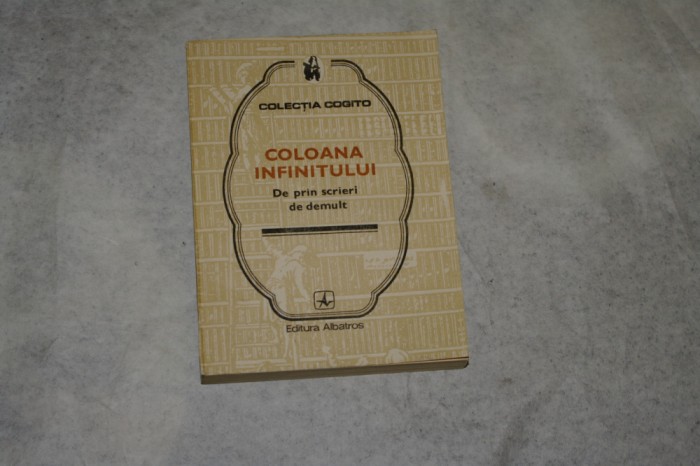 COLECȚIA COGITO
COLOANA
INFINITULUI
De prin scrieri
de demult
Editura Albatros